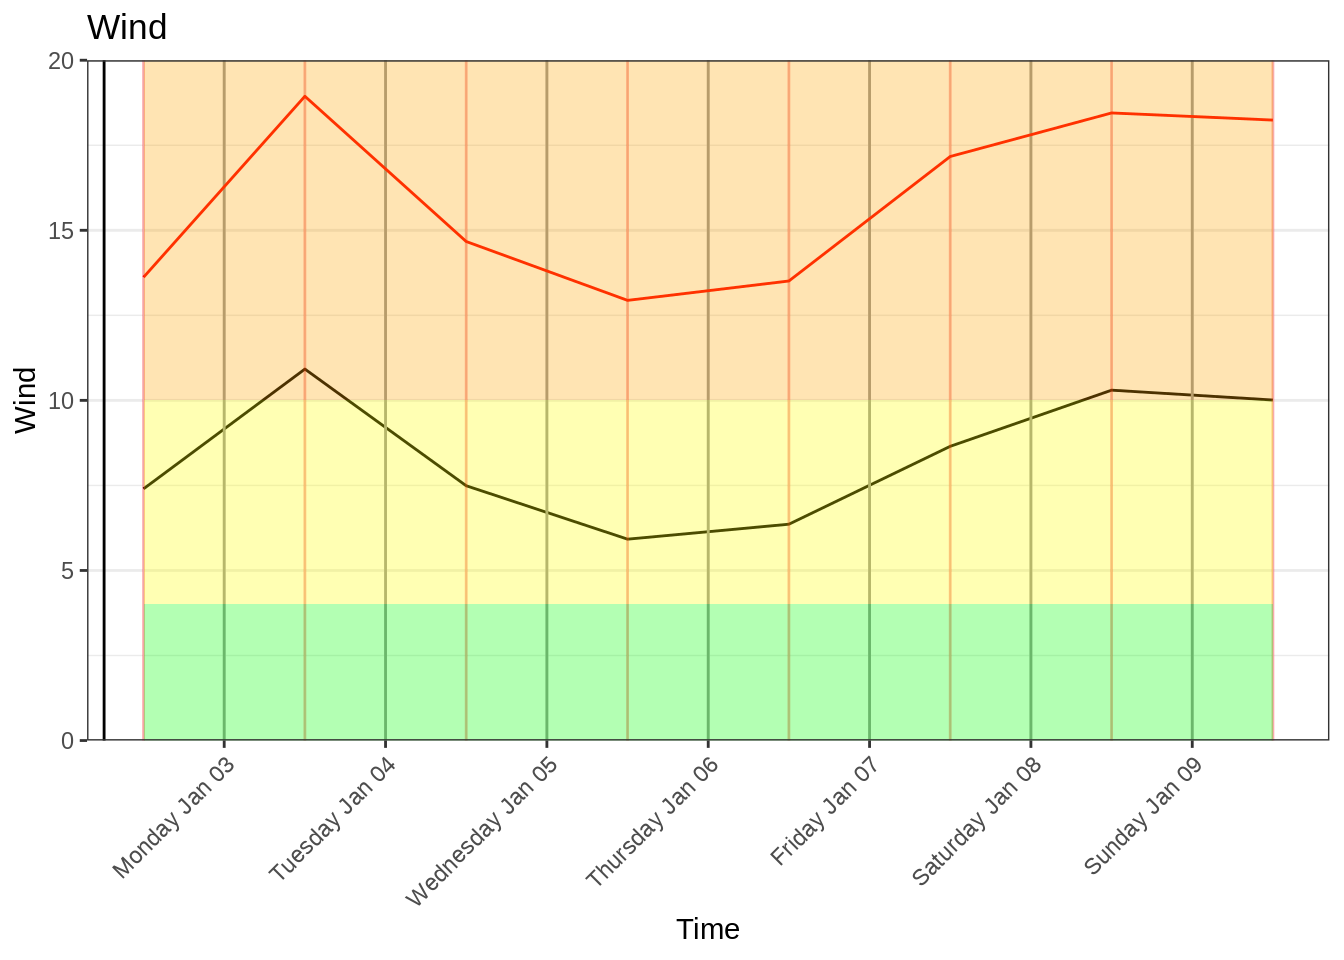 Wind
20
15
10
5
0
Wind
Monday Jan 03
Tuesday Jan 04
Wednesday Jan 05
Thursday Jan 06
Friday Jan 07
Saturday Jan 08
Sunday Jan 09
Time